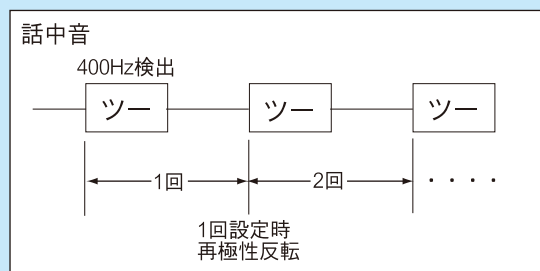 話中音
400Hz検出
ツー ツー ツー
1回 2回 ・・・・
1回設定時
再極性反転